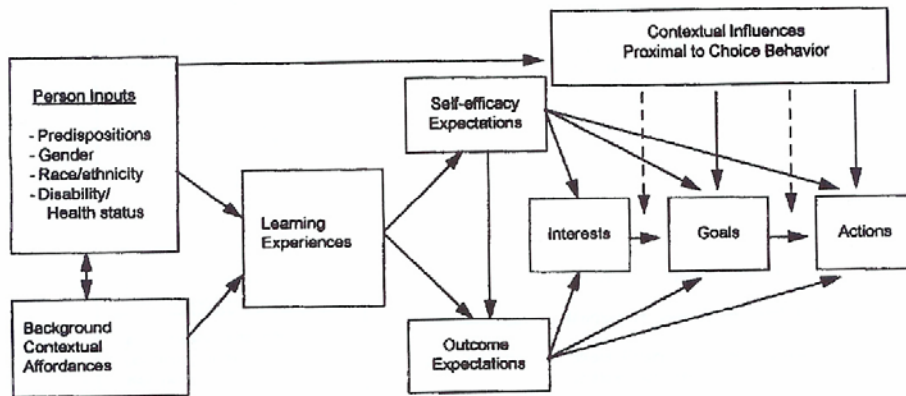 Contextual Influences
Proximal to Choice Behavior
Person Inputs
- Predispositions
- Gender
- Race/ethnicity
- Disability/
Health status
Self-efficacy
Expectations
Learning
Experiences
Interests
Goals
Actions
Background
Contextual
Affordances
Outcome
Expectations